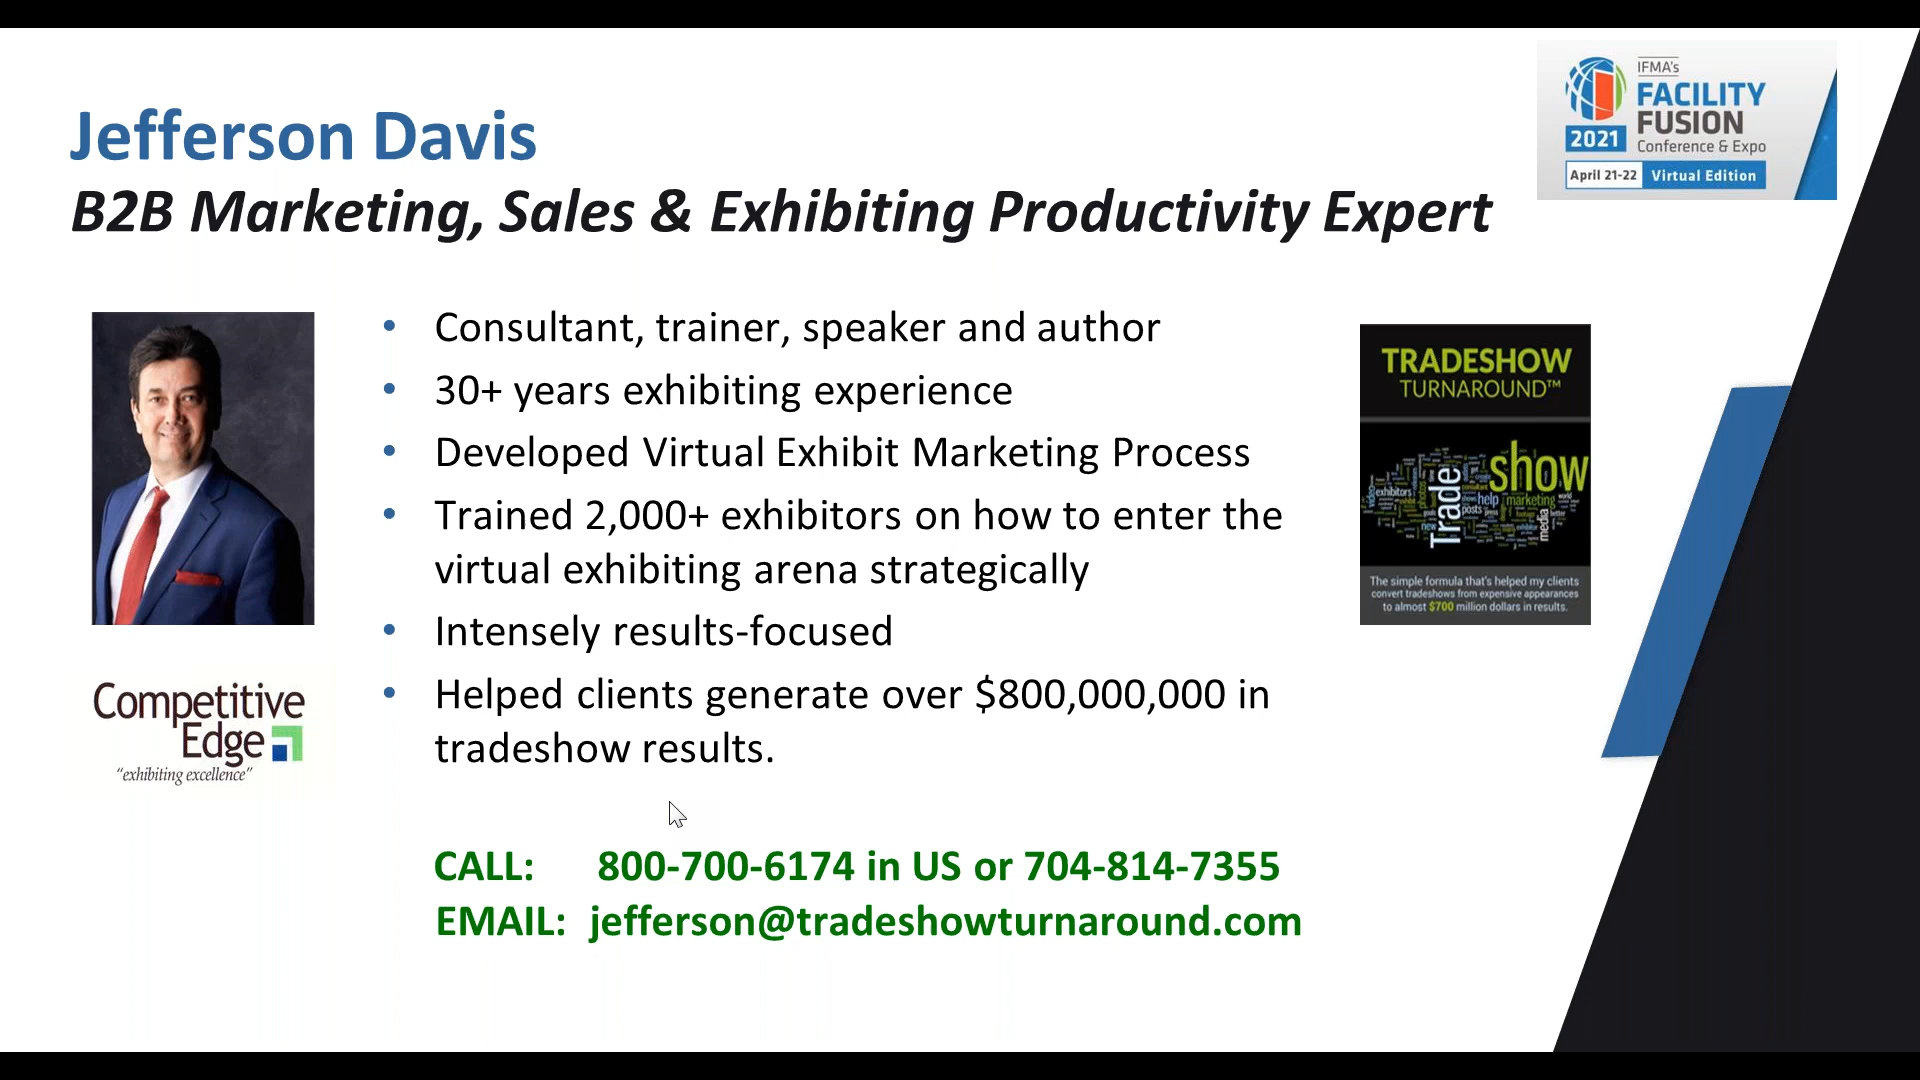 IFMA's
FACILITY
FUSION
2021
Conference & Expo
April 21-22 Virtual Edition
Jefferson Davis
B2B Marketing, Sales & Exhibiting Productivity Expert
• Consultant, trainer, speaker and author
• 30+ years exhibiting experience
• Developed Virtual Exhibit Marketing Process
• Trained 2,000+ exhibitors on how to enter the
virtual exhibiting arena strategically
• Intensely results-focused
• Helped clients generate over $800,000,000 in
tradeshow results.
TRADESHOW
TURNAROUND™
show
Trade
exhibitors
help
marketing
posts
media
The simple formula that's helped my clients
convert tradeshows from expensive appearances
to almost $700 million dollars in results.
Competitive
Edge
“exhibiting excellence”
CALL: 800-700-6174 in US or 704-814-7355
EMAIL: jefferson@tradeshowturnaround.com